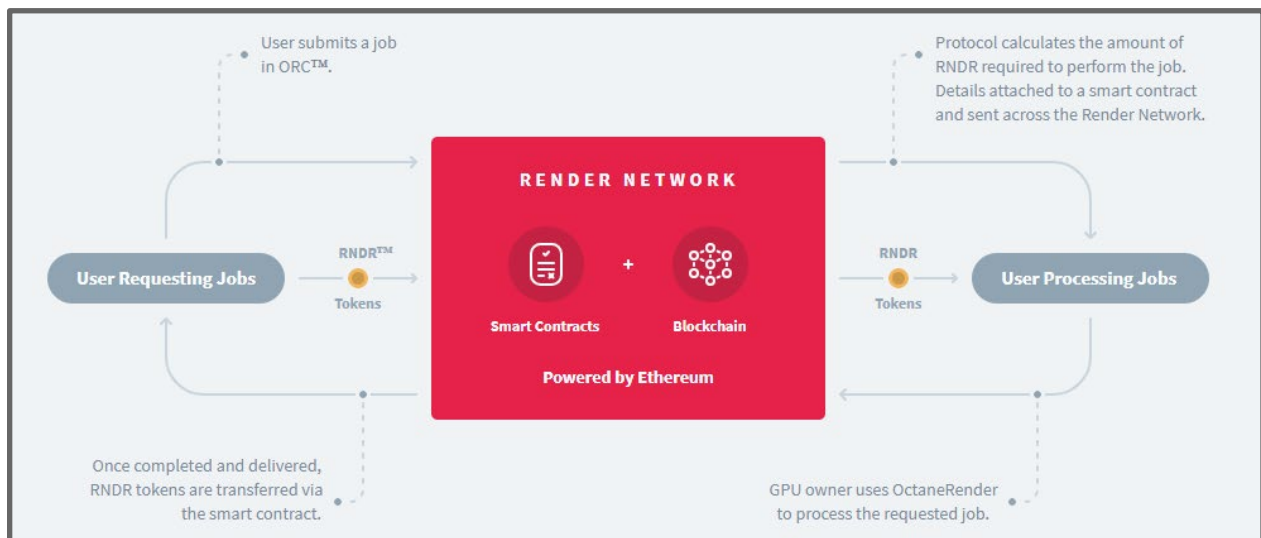 User submits a job
in ORC™.
Protocol calculates the amount of
RNDR required to perform the job.
Details attached to a smart contract
and sent across the Render Network.
RENDER NETWORK
User Requesting Jobs
RNDR™
Tokens
+
Smart Contracts
Blockchain
Powered by Ethereum
RNDR
Tokens
User Processing Jobs
Once completed and delivered,
RNDR tokens are transferred via
the smart contract.
GPU owner uses OctaneRender
to process the requested job.